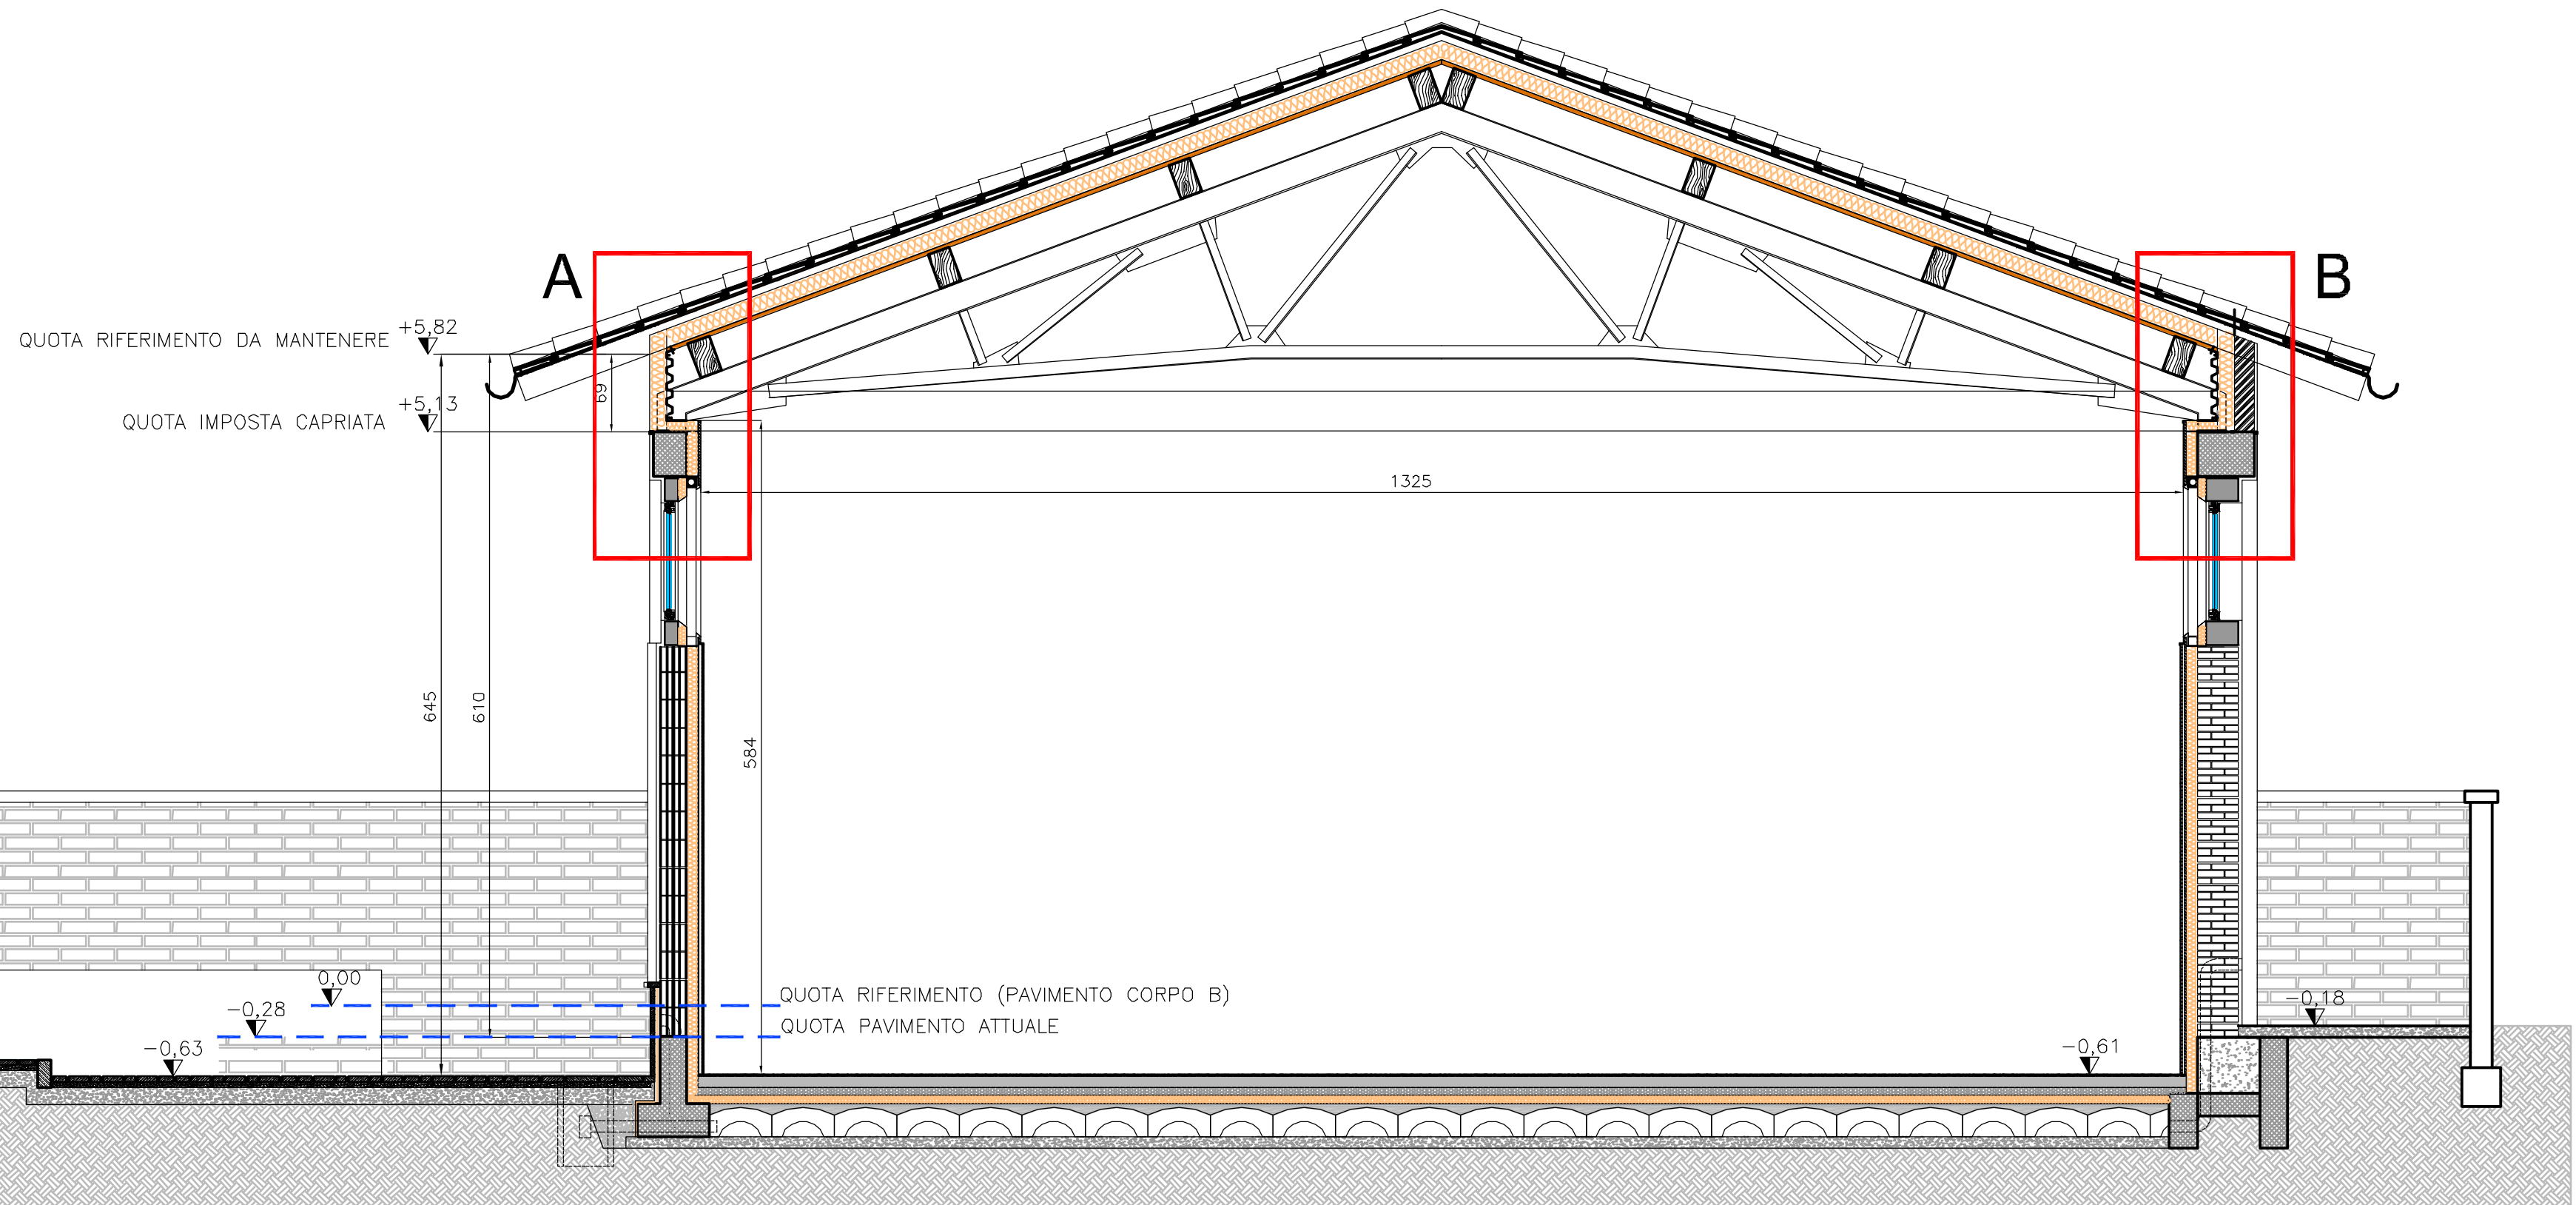 A
B
QUOTA RIFERIMENTO DA MANTENERE
+5,82
69
QUOTA IMPOSTA CAPRIATA
+5,13
1325
645
610
584
0,00
QUOTA RIFERIMENTO (PAVIMENTO CORPO B)
-0,28
QUOTA PAVIMENTO ATTUALE
-0,18
-0,63
-0,61